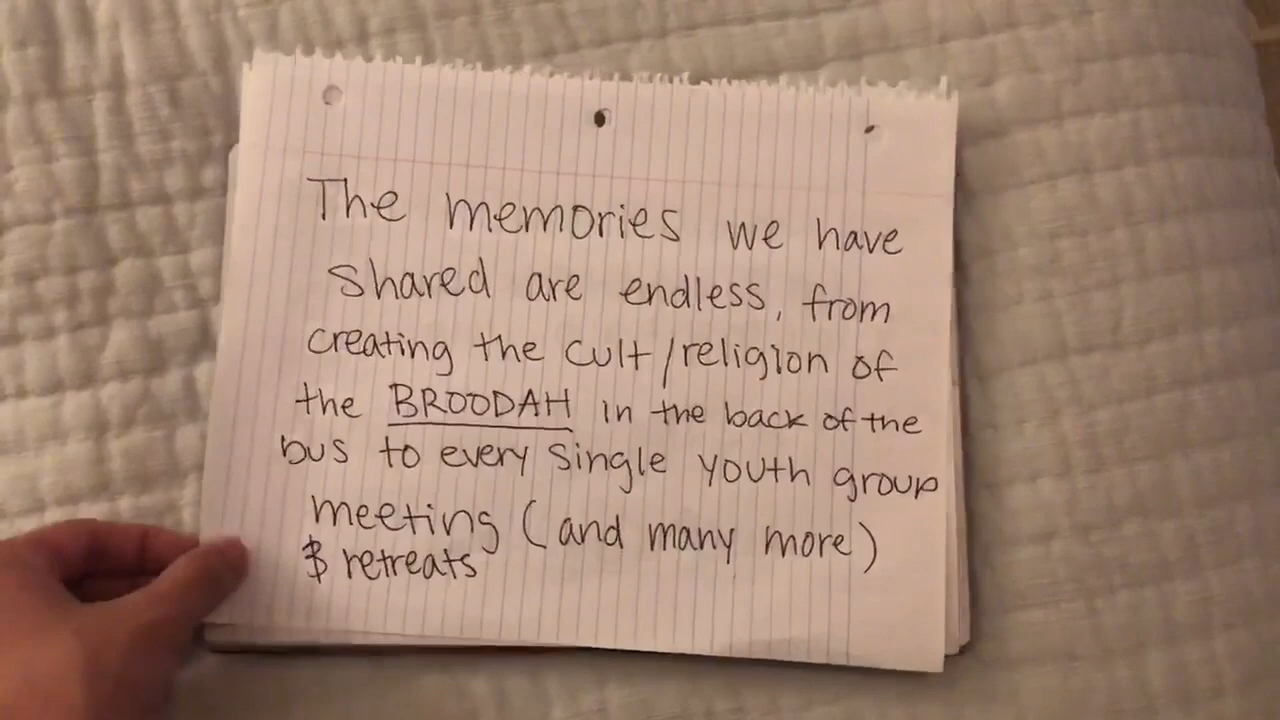 The memories we have
shared are endless, from
creating the cult/religion of
the BROODAH in the back of the
bus to every single youth group
meeting (and many more)
& retreats